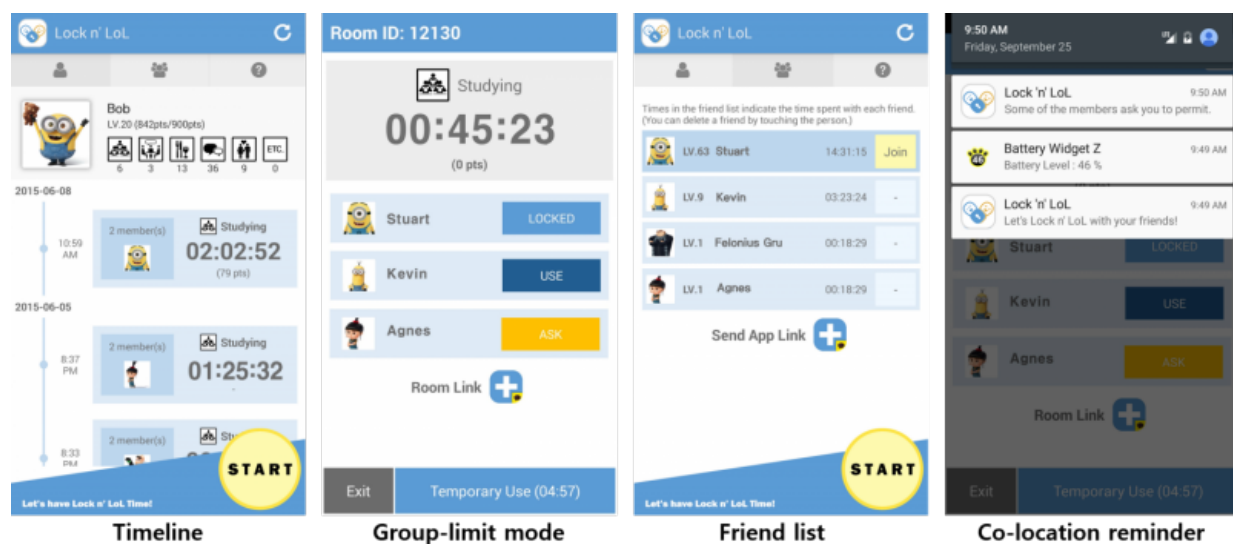 Lock n' LoL
Bob
LV.20 (842pts/900pts)
ETC.
6 3 13 36 9 0
2015-06-08
10:59 AM
2 member(s)
Studying
02:02:52
(79 pts)
2015-06-05
8:37 PM
2 member(s)
Studying
01:25:32
-
8:33 PM
2 member(s)
START
Let's have Lock n' LoL Time!
Timeline
Room ID: 12130
Studying
00:45:23
(0 pts)
Stuart LOCKED
Kevin USE
Agnes ASK
Room Link
Exit Temporary Use (04:57)
Group-limit mode
Lock n' LoL
Times in the friend list indicate the time spent with each friend.
(You can delete a friend by touching the person.)
LV.63 Stuart 14:31:15 Join
LV.9 Kevin 03:23:24 -
LV.1 Felonius Gru 00:18:29 -
LV.1 Agnes 00:18:29 -
Send App Link
START
Let's have Lock n' LoL Time!
Friend list
9:50 AM
Friday, September 25
Lock 'n' LoL 9:50 AM
Some of the members ask you to permit.
46
Battery Widget Z 9:49 AM
Battery Level : 46 %
Lock 'n' LoL 9:49 AM
Let's Lock n' LoL with your friends!
Stuart LOCKED
Kevin USE
Agnes ASK
Room Link
Exit Temporary Use (04:57)
Co-location reminder